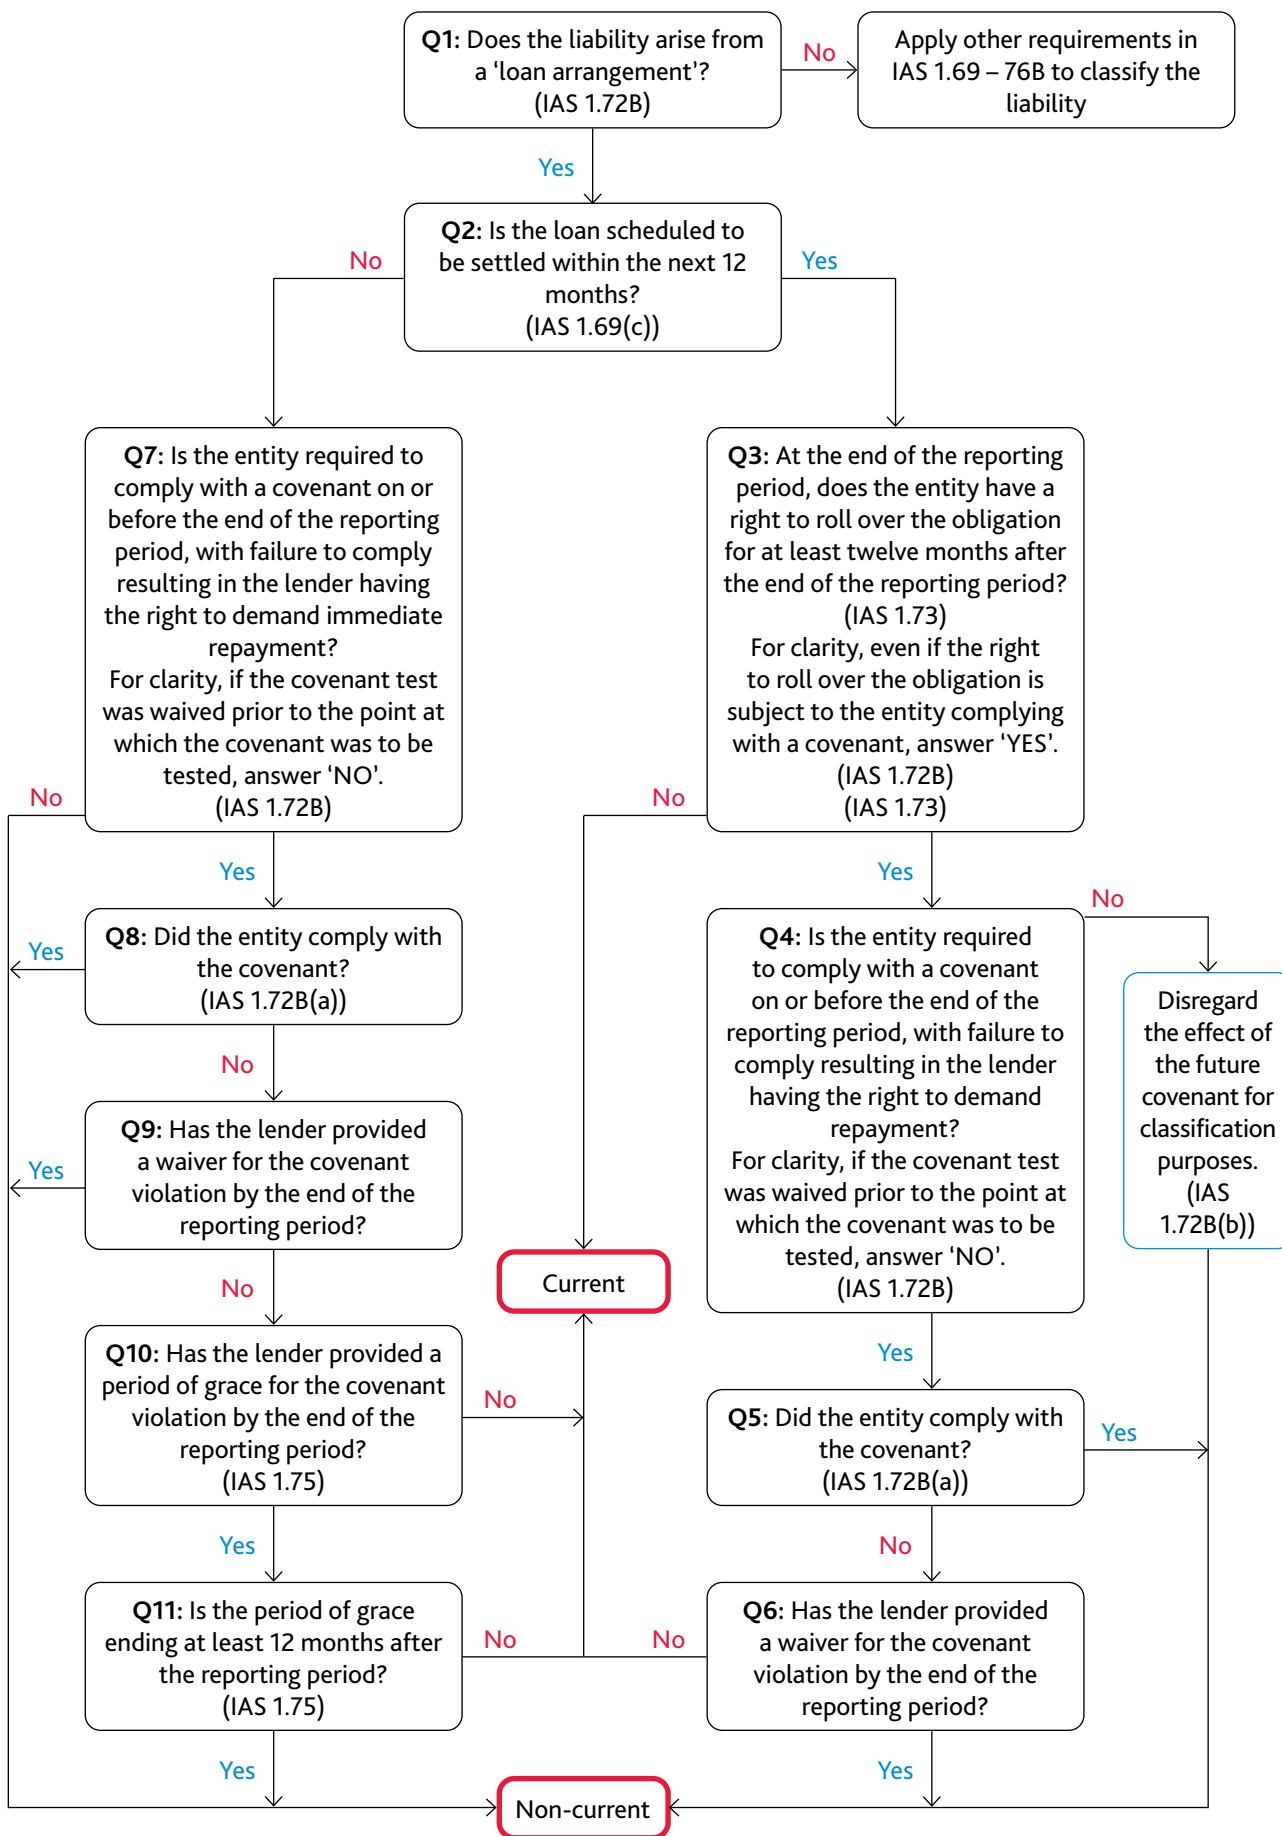 Q1: Does the liability arise from
a ‘loan arrangement’?
(IAS 1.72B)
No
Apply other requirements in
IAS 1.69 – 76B to classify the
liability
Yes
Q2: Is the loan scheduled to
be settled within the next 12
months?
(IAS 1.69(c))
No
Yes
Q7: Is the entity required to
comply with a covenant on or
before the end of the reporting
period, with failure to comply
resulting in the lender having
the right to demand immediate
repayment?
For clarity, if the covenant test
was waived prior to the point at
which the covenant was to be
tested, answer ‘NO’.
(IAS 1.72B)
No
Yes
Q3: At the end of the reporting
period, does the entity have a
right to roll over the obligation
for at least twelve months after
the end of the reporting period?
(IAS 1.73)
For clarity, even if the right
to roll over the obligation is
subject to the entity complying
with a covenant, answer ‘YES’.
(IAS 1.72B)
(IAS 1.73)
No
Yes
Q8: Did the entity comply with
the covenant?
(IAS 1.72B(a))
Yes
No
Q4: Is the entity required
to comply with a covenant
on or before the end of the
reporting period, with failure to
comply resulting in the lender
having the right to demand
repayment?
For clarity, if the covenant test
was waived prior to the point at
which the covenant was to be
tested, answer ‘NO’.
(IAS 1.72B)
No
Yes
Disregard
the effect of
the future
covenant for
classification
purposes.
(IAS
1.72B(b))
Q9: Has the lender provided
a waiver for the covenant
violation by the end of the
reporting period?
Yes
No
Current
Q10: Has the lender provided a
period of grace for the covenant
violation by the end of the
reporting period?
(IAS 1.75)
No
Yes
Q5: Did the entity comply with
the covenant?
(IAS 1.72B(a))
Yes
No
Q11: Is the period of grace
ending at least 12 months after
the reporting period?
(IAS 1.75)
No
Yes
Q6: Has the lender provided
a waiver for the covenant
violation by the end of the
reporting period?
No
Yes
Non-current